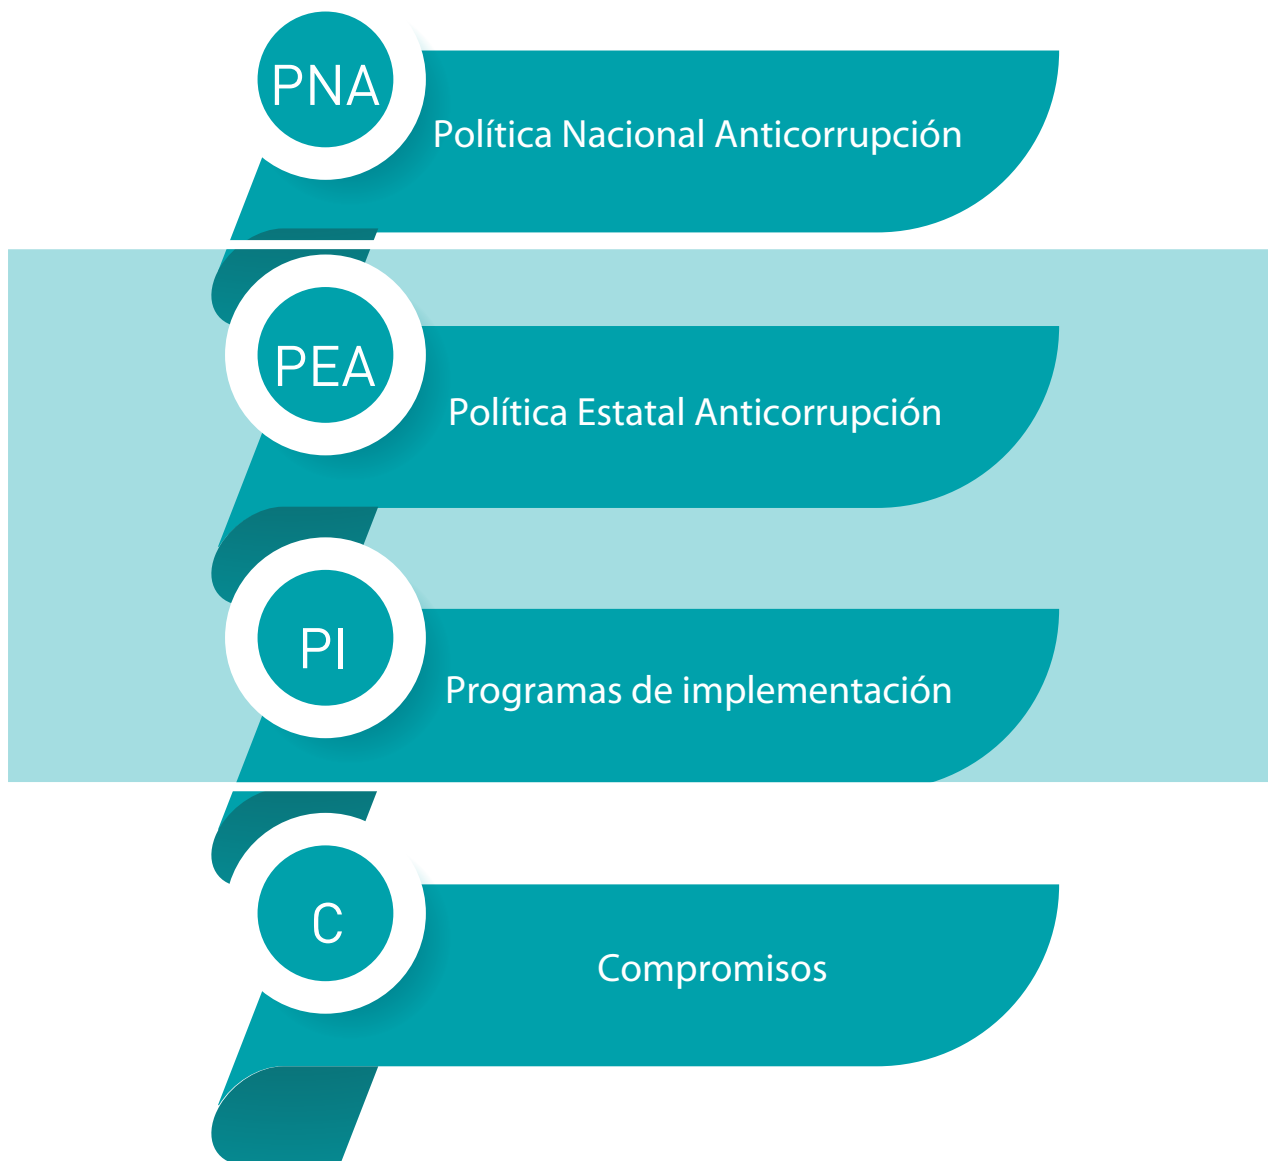 PNA
Política Nacional Anticorrupción
PEA
Política Estatal Anticorrupción
PI
Programas de implementación
C
Compromisos